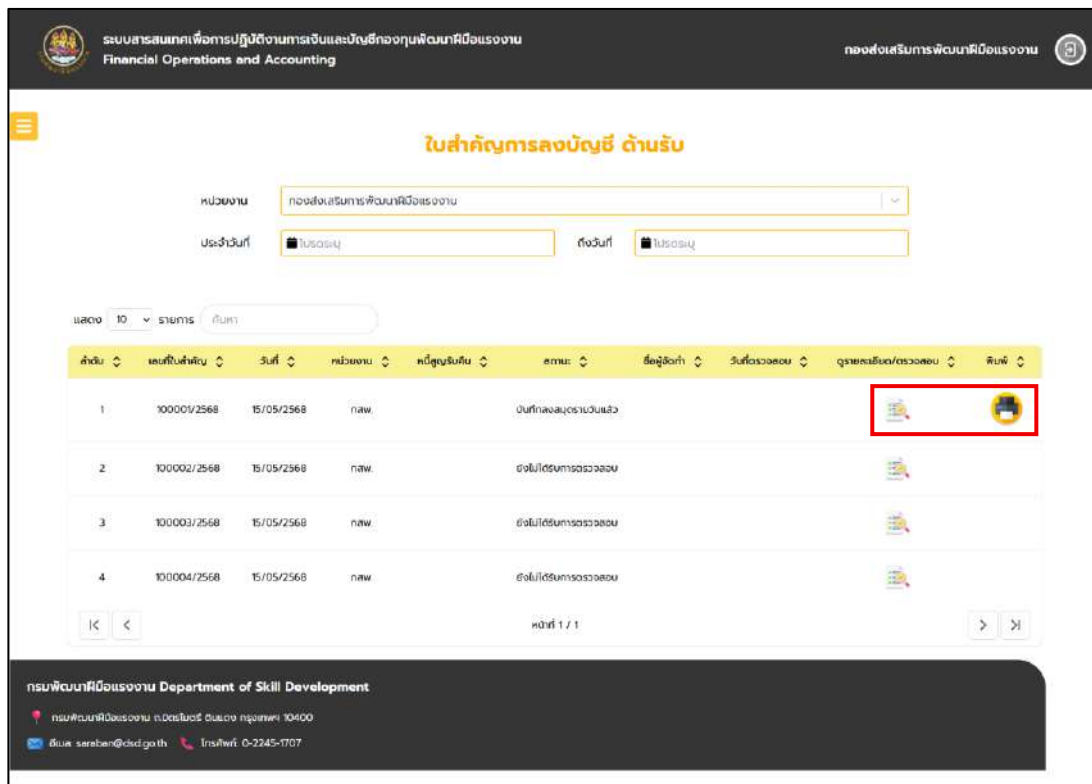 ระบบสารสนเทศเพื่อการปฏิบัติงานการเงินและบัญชีกองทุนพัฒนาฝีมือแรงงาน
Financial Operations and Accounting
กองส่งเสริมการพัฒนาฝีมือแรงงาน
ใบสำคัญการลงบัญชี ด้านรับ
หน่วยงาน กองส่งเสริมการพัฒนาฝีมือแรงงาน
ประจำวันที่ โปรดระบุ ถึงวันที่ โปรดระบุ
แสดง 10 รายการ ค้นหา
ลำดับ เลขที่ใบสำคัญ วันที่ หน่วยงาน หนี้สูญรับคืน สถานะ ชื่อผู้จัดทำ วันที่ตรวจสอบ ดูรายละเอียด/ตรวจสอบ พิมพ์
1 100001/2568 15/05/2568 กสพ. บันทึกลงสมุดรายวันแล้ว
2 100002/2568 15/05/2568 กสพ. ยังไม่ได้รับการตรวจสอบ
3 100003/2568 15/05/2568 กสพ. ยังไม่ได้รับการตรวจสอบ
4 100004/2568 15/05/2568 กสพ. ยังไม่ได้รับการตรวจสอบ
หน้าที่ 1 / 1
กรมพัฒนาฝีมือแรงงาน Department of Skill Development
กรมพัฒนาฝีมือแรงงาน ถ.มิตรไมตรี ดินแดง กรุงเทพฯ 10400
อีเมล: saraban@dsd.go.th โทรศัพท์: 0-2245-1707